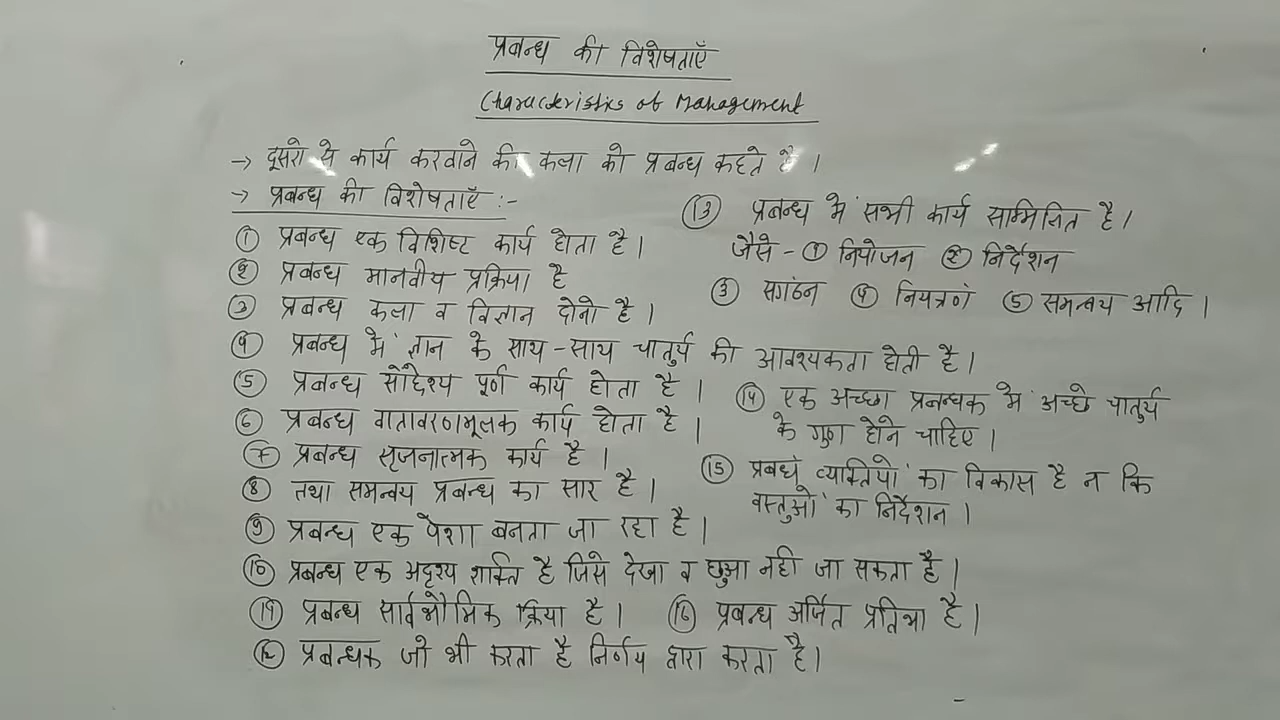 प्रबन्ध की विशेषताएँ
Characteristics of Management
→ दूसरो से कार्य करवाने की कला को प्रबन्ध कहते है ।
→ प्रबन्ध की विशेषताएँ :-
① प्रबन्ध एक विशिष्ट कार्य होता है ।
② प्रबन्ध मानवीय प्रक्रिया है
③ प्रबन्ध कला व विज्ञान दोनो है ।
④ प्रबन्ध में ज्ञान के साथ-साथ चातुर्य की आवश्यकता होती है ।
⑤ प्रबन्ध सोद्देश्य पूर्ण कार्य होता है ।
⑥ प्रबन्ध वातावरणमूलक कार्य होता है ।
⑦ प्रबन्ध सृजनात्मक कार्य है ।
⑧ तथा समन्वय प्रबन्ध का सार है ।
⑨ प्रबन्ध एक पेशा बनता जा रहा है ।
⑩ प्रबन्ध एक अदृश्य शक्ति है जिसे देखा व छुआ नही जा सकता है ।
⑪ प्रबन्ध सार्वभौमिक क्रिया है ।
⑫ प्रबन्धक जो भी करता है निर्णय द्वारा करता है ।
⑬ प्रबन्ध में सभी कार्य सम्मिलित है ।
जैसे - ① नियोजन ② निर्देशन
③ सगंठन ④ नियत्रणं ⑤ समन्वय आदि ।
⑭ एक अच्छा प्रबन्धक में अच्छे चातुर्य
के गुण होने चाहिए ।
⑮ प्रबधं व्यक्तियों का विकास है न कि
वस्तुओं का निर्देशन ।
⑯ प्रबन्ध अर्जित प्रतिभा है ।